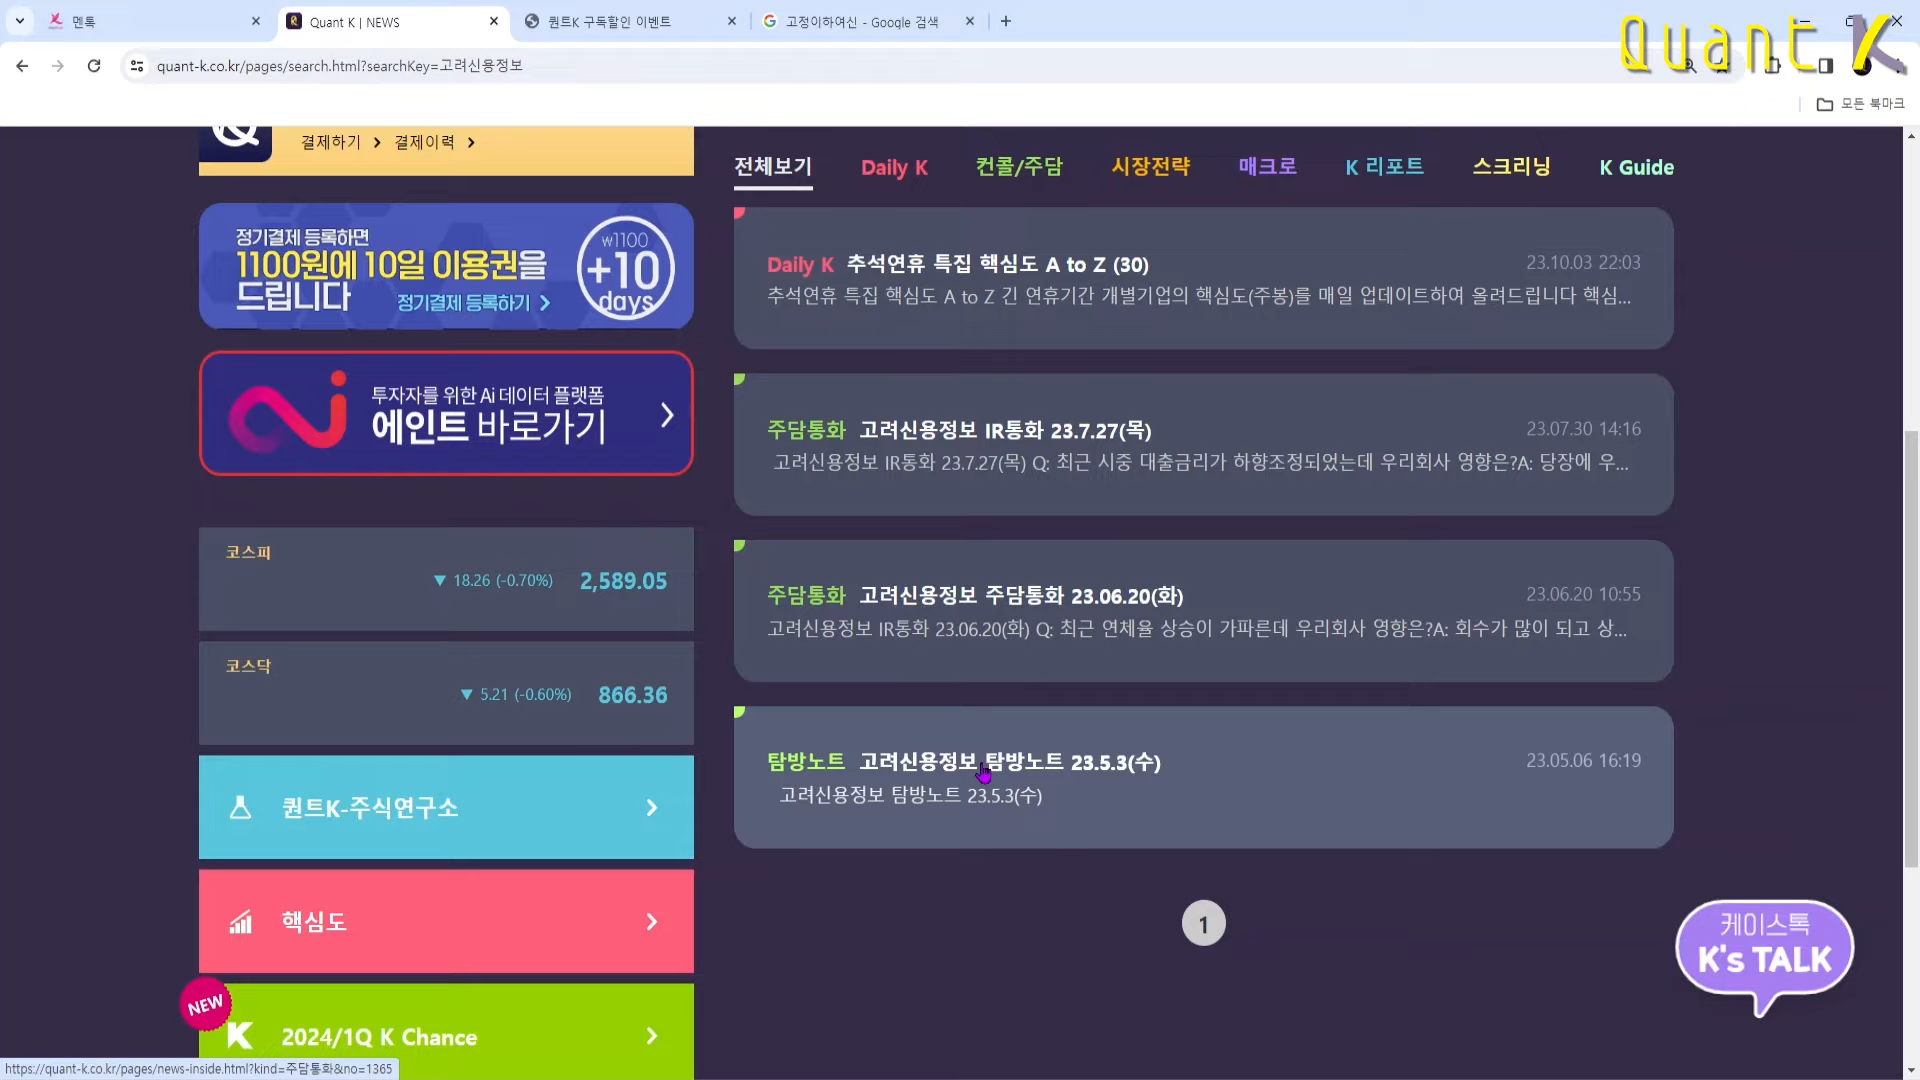 멘톡
Quant K | NEWS
퀀트K 구독할인 이벤트
고정이하여신 - Google 검색
Quant K
quant-k.co.kr/pages/search.html?searchKey=고려신용정보
모든 북마크
결제하기
결제이력
전체보기
Daily K
컨콜/주담
시장전략
매크로
K 리포트
스크리닝
K Guide
정기결제 등록하면
1100원에 10일 이용권을
드립니다
정기결제 등록하기
₩1100
+10
days
투자자를 위한 Ai 데이터 플랫폼
에인트 바로가기
코스피
▼ 18.26 (-0.70%)
2,589.05
코스닥
▼ 5.21 (-0.60%)
866.36
퀀트K-주식연구소
핵심도
NEW
K
2024/1Q K Chance
Daily K 추석연휴 특집 핵심도 A to Z (30)
23.10.03 22:03
추석연휴 특집 핵심도 A to Z 긴 연휴기간 개별기업의 핵심도(주봉)를 매일 업데이트하여 올려드립니다 핵심...
주담통화 고려신용정보 IR통화 23.7.27(목)
23.07.30 14:16
고려신용정보 IR통화 23.7.27(목) Q: 최근 시중 대출금리가 하향조정되었는데 우리회사 영향은?A: 당장에 우...
주담통화 고려신용정보 주담통화 23.06.20(화)
23.06.20 10:55
고려신용정보 IR통화 23.06.20(화) Q: 최근 연체율 상승이 가파른데 우리회사 영향은?A: 회수가 많이 되고 상...
탐방노트 고려신용정보 탐방노트 23.5.3(수)
23.05.06 16:19
고려신용정보 탐방노트 23.5.3(수)
1
케이스톡
K's TALK
https://quant-k.co.kr/pages/news-inside.html?kind=주담통화&no=1365